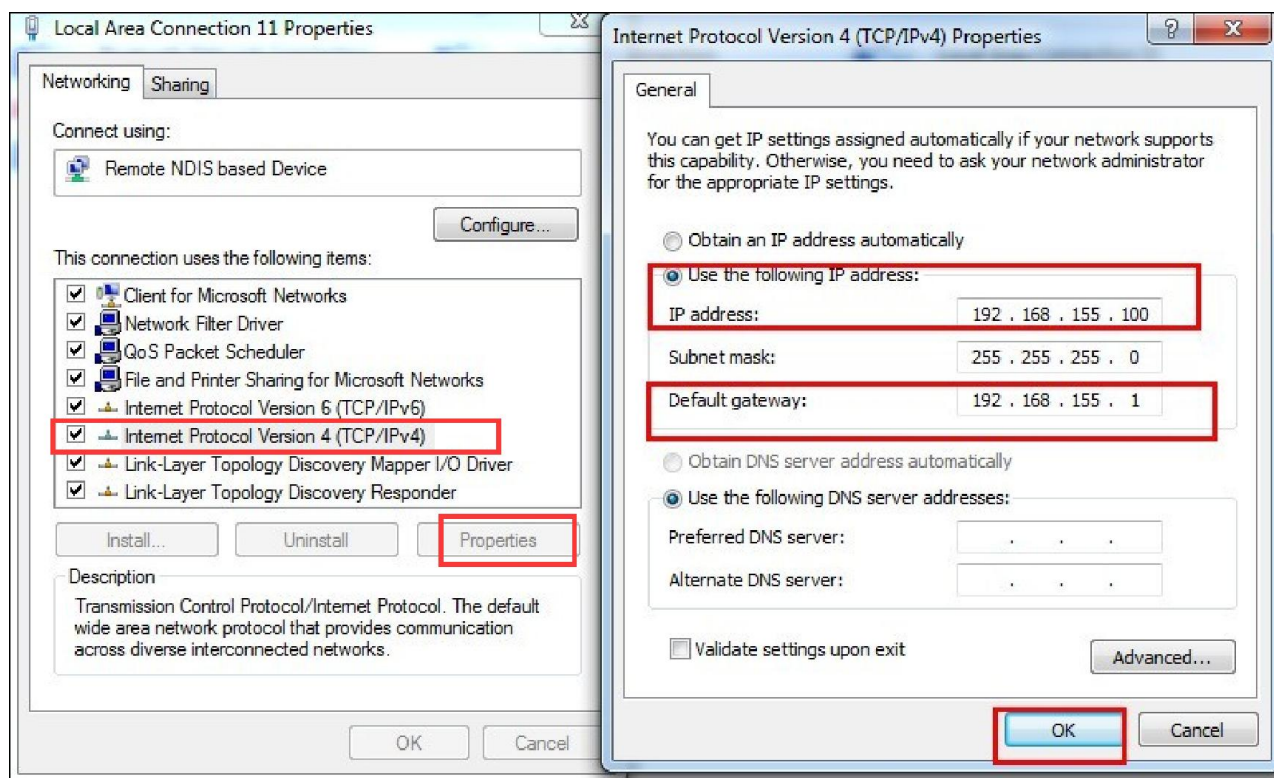 Local Area Connection 11 Properties
Networking
Sharing
Connect using:
Remote NDIS based Device
Configure...
This connection uses the following items:
Client for Microsoft Networks
Network Filter Driver
QoS Packet Scheduler
File and Printer Sharing for Microsoft Networks
Internet Protocol Version 6 (TCP/IPv6)
Internet Protocol Version 4 (TCP/IPv4)
Link-Layer Topology Discovery Mapper I/O Driver
Link-Layer Topology Discovery Responder
Install...
Uninstall
Properties
Description
Transmission Control Protocol/Internet Protocol. The default
wide area network protocol that provides communication
across diverse interconnected networks.
OK
Cancel
Internet Protocol Version 4 (TCP/IPv4) Properties
General
You can get IP settings assigned automatically if your network supports
this capability. Otherwise, you need to ask your network administrator
for the appropriate IP settings.
Obtain an IP address automatically
Use the following IP address:
IP address: 192 . 168 . 155 . 100
Subnet mask: 255 . 255 . 255 . 0
Default gateway: 192 . 168 . 155 . 1
Obtain DNS server address automatically
Use the following DNS server addresses:
Preferred DNS server: . . .
Alternate DNS server: . . .
Validate settings upon exit
Advanced...
OK
Cancel